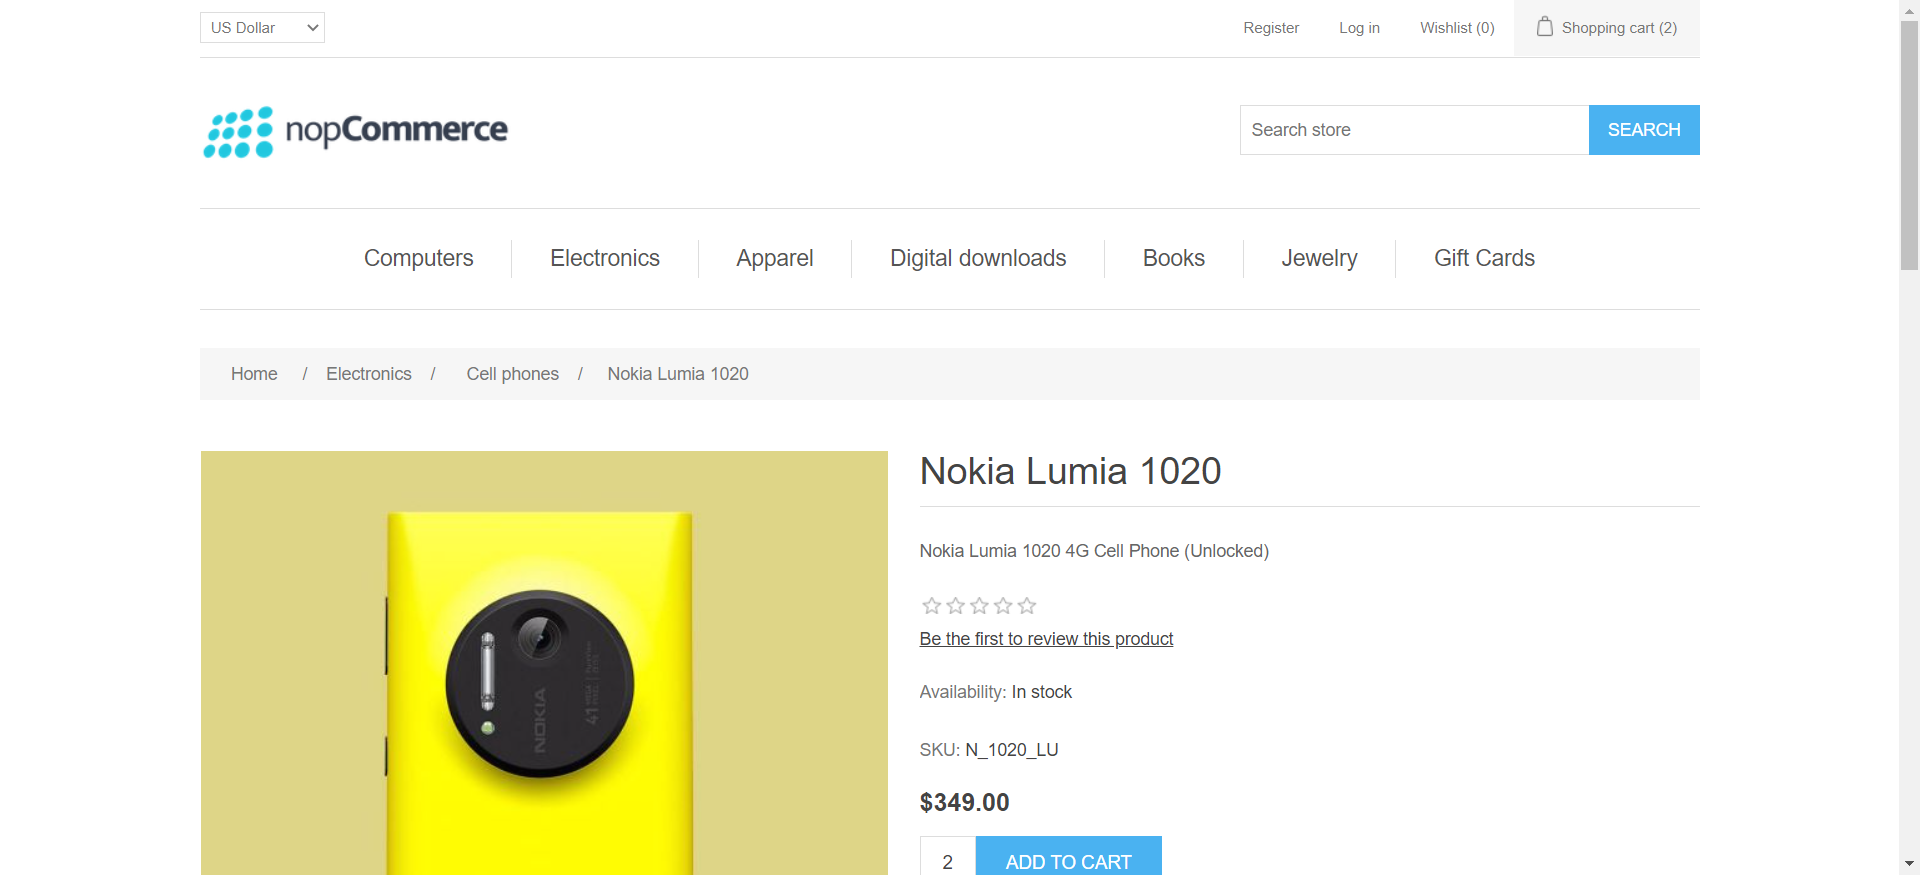 US Dollar
Register
Log in
Wishlist (0)
Shopping cart (2)
nopCommerce
Search store
SEARCH
Computers
Electronics
Apparel
Digital downloads
Books
Jewelry
Gift Cards
Home / Electronics / Cell phones / Nokia Lumia 1020
Nokia Lumia 1020
Nokia Lumia 1020 4G Cell Phone (Unlocked)
Be the first to review this product
Availability: In stock
SKU: N_1020_LU
$349.00
2
ADD TO CART
NOKIA